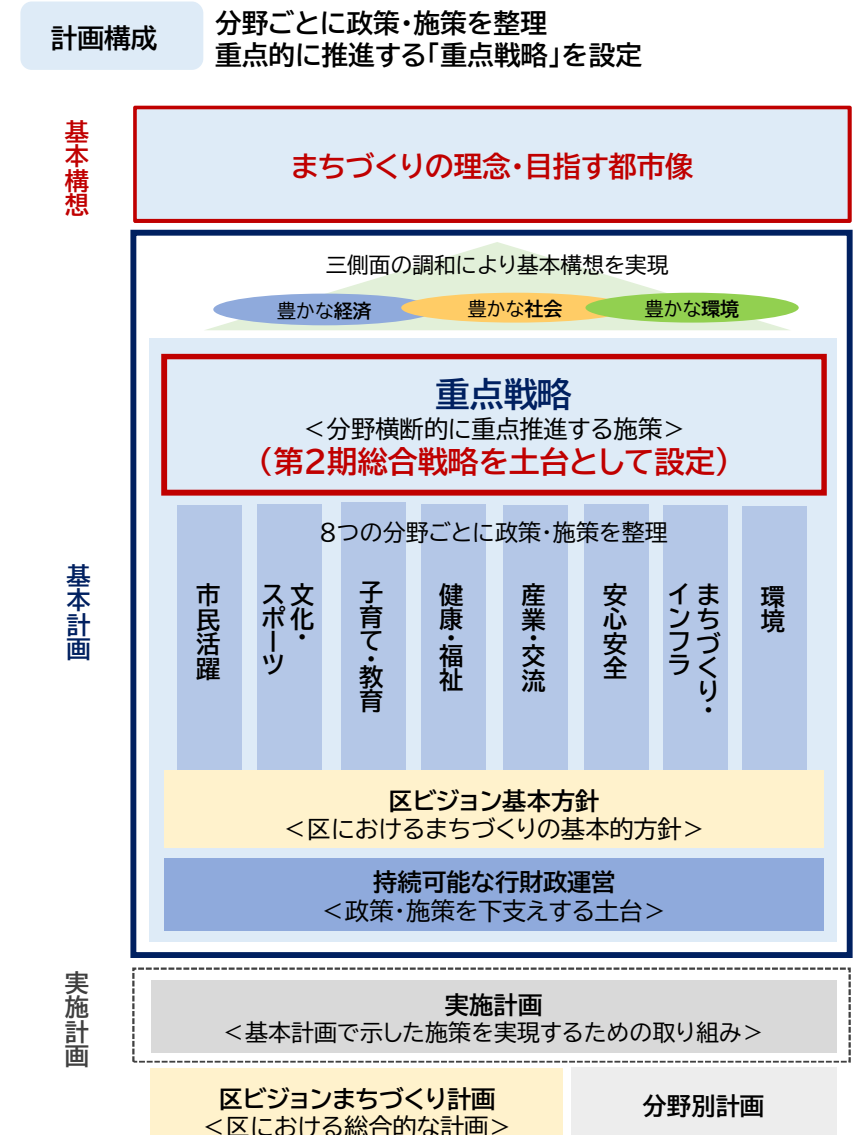 計画構成
分野ごとに政策・施策を整理
重点的に推進する「重点戦略」を設定
基本構想
まちづくりの理念・目指す都市像
基本計画
三側面の調和により基本構想を実現
豊かな経済
豊かな社会
豊かな環境
重点戦略
＜分野横断的に重点推進する施策＞
（第2期総合戦略を土台として設定）
8つの分野ごとに政策・施策を整理
市民活躍
文化・
スポーツ
子育て・教育
健康・福祉
産業・交流
安心安全
まちづくり・
インフラ
環境
区ビジョン基本方針
＜区におけるまちづくりの基本的方針＞
持続可能な行財政運営
＜政策・施策を下支えする土台＞
実施計画
実施計画
＜基本計画で示した施策を実現するための取り組み＞
区ビジョンまちづくり計画
＜区における総合的な計画＞
分野別計画